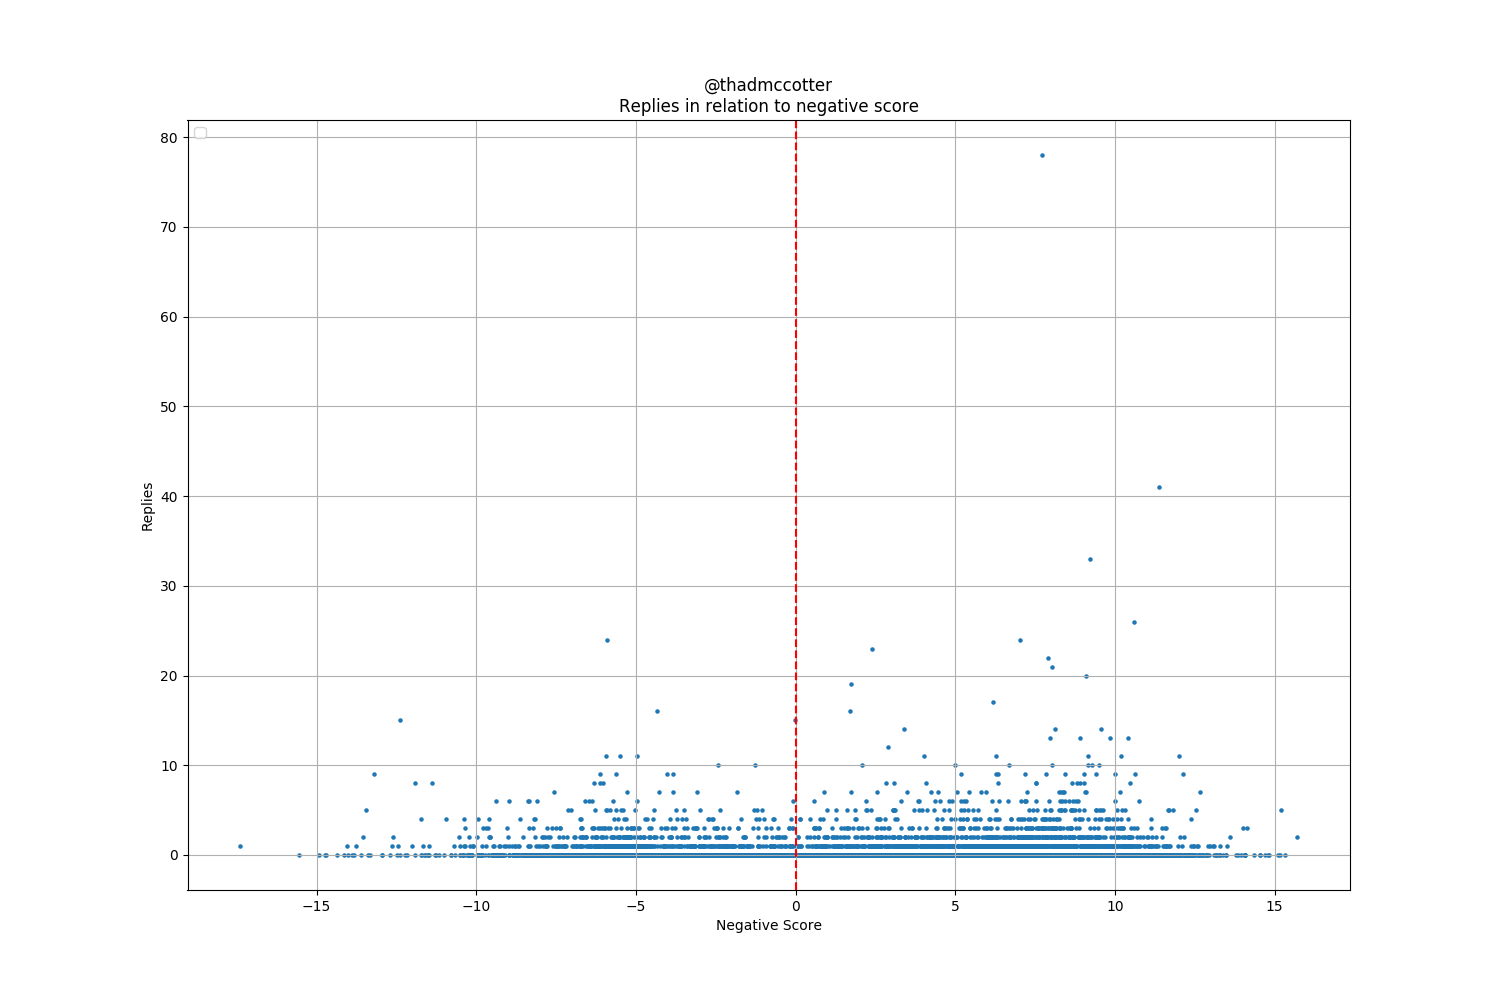 @thadmccotter
Replies in relation to negative score
80
70
60
50
40
30
20
10
0
Replies
−15 −10 −5 0 5 10 15
Negative Score